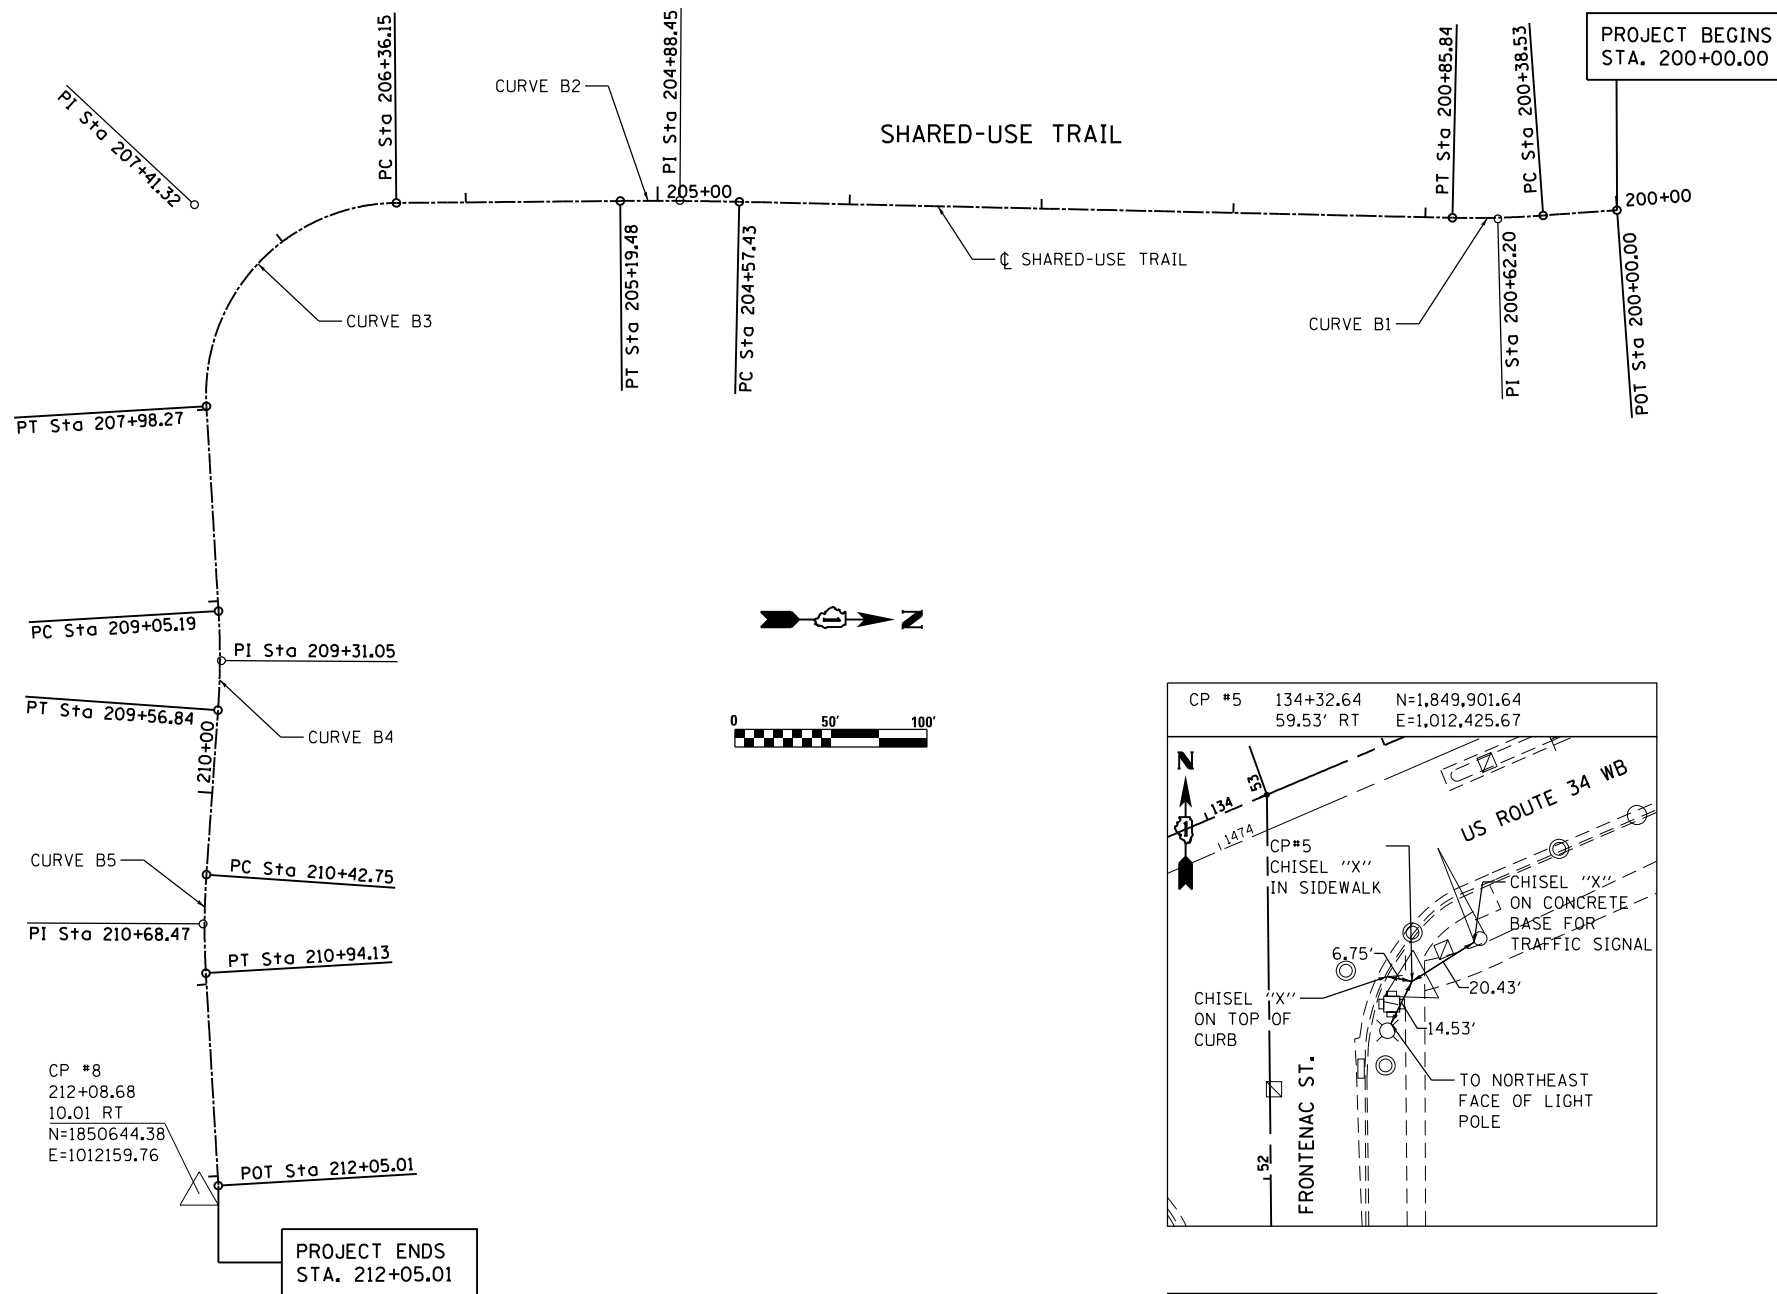 PROJECT BEGINS
STA. 200+00.00
PI Sta 207+41.32
PC Sta 206+36.15
CURVE B2
PI Sta 204+88.45
SHARED-USE TRAIL
PT Sta 200+85.84
PC Sta 200+38.53
205+00
200+00
PT Sta 205+19.48
PC Sta 204+57.43
℄ SHARED-USE TRAIL
CURVE B3
CURVE B1
PI Sta 200+62.20
POT Sta 200+00.00
PT Sta 207+98.27
PC Sta 209+05.19
PI Sta 209+31.05
PT Sta 209+56.84
CURVE B4
210+00
N
0 50' 100'
CURVE B5
PC Sta 210+42.75
PI Sta 210+68.47
PT Sta 210+94.13
CP #8
212+08.68
10.01 RT
N=1850644.38
E=1012159.76
POT Sta 212+05.01
PROJECT ENDS
STA. 212+05.01
CP #5 134+32.64 N=1,849,901.64
59.53' RT E=1,012,425.67
N
53
134
1474
US ROUTE 34 WB
CP#5
CHISEL "X"
IN SIDEWALK
CHISEL "X"
ON CONCRETE
BASE FOR
TRAFFIC SIGNAL
6.75'
20.43'
CHISEL "X"
ON TOP OF
CURB
14.53'
TO NORTHEAST
FACE OF LIGHT
POLE
52
FRONTENAC ST.